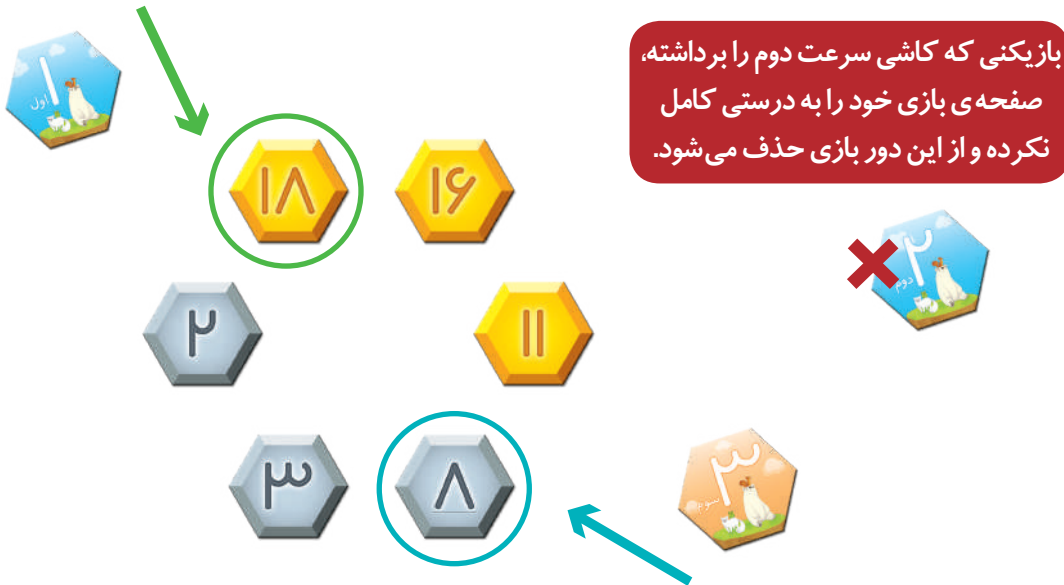 بازیکنی که کاشی سرعت دوم را برداشته،
صفحه‌ی بازی خود را به درستی کامل
نکرده و از این دور بازی حذف می‌شود.
۱
اول
۱۸
۱۶
۲
دوم
۲
۱۱
۳
۸
۳
سوم